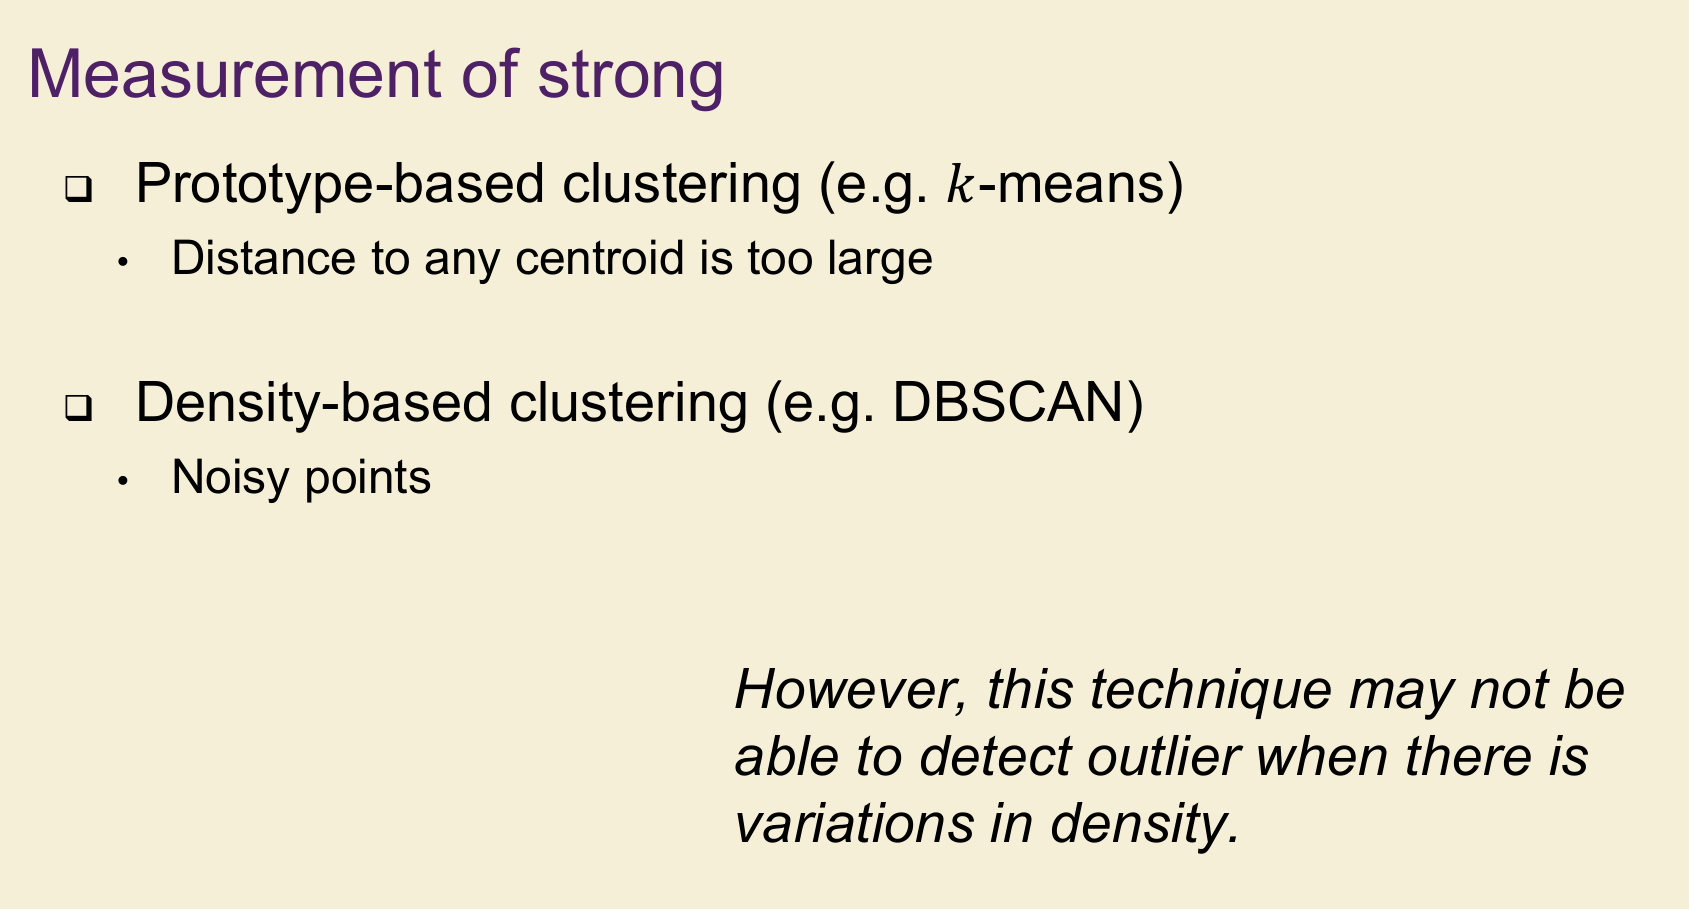 Measurement of strong
❑ Prototype-based clustering (e.g. k-means)
• Distance to any centroid is too large
❑ Density-based clustering (e.g. DBSCAN)
• Noisy points
However, this technique may not be
able to detect outlier when there is
variations in density.